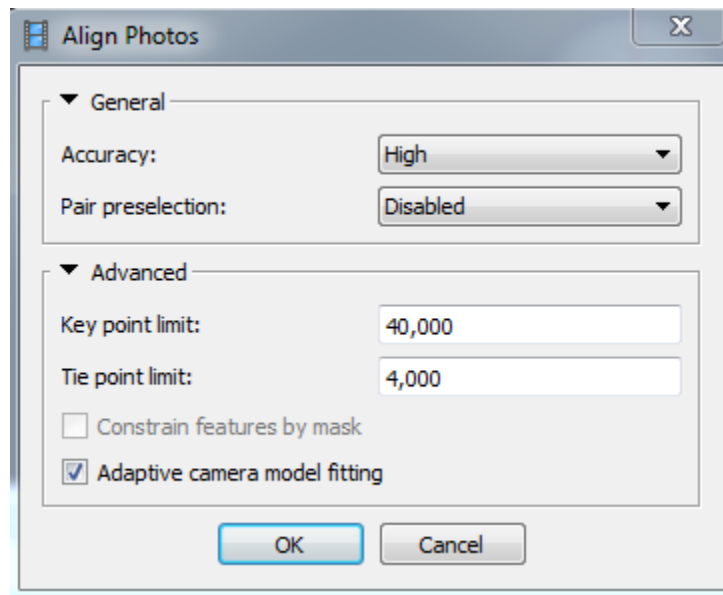 Align Photos
General
Accuracy: High
Pair preselection: Disabled
Advanced
Key point limit: 40,000
Tie point limit: 4,000
Constrain features by mask
Adaptive camera model fitting
OK Cancel